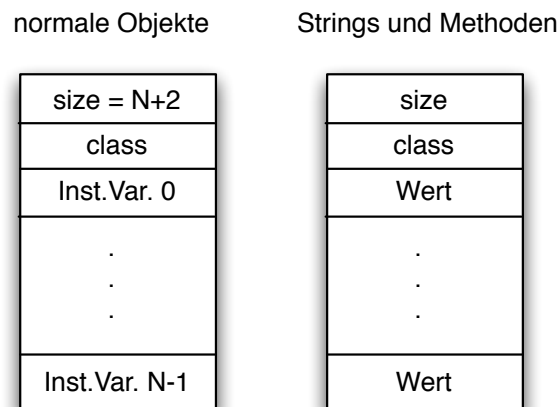 normale Objekte
size = N+2
class
Inst.Var. 0
.
.
.
Inst.Var. N-1
Strings und Methoden
size
class
Wert
.
.
.
Wert